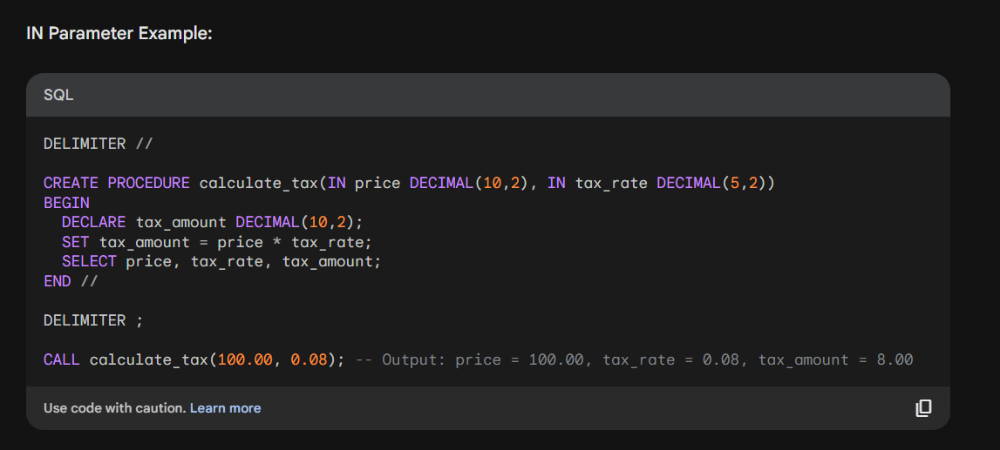 IN Parameter Example:
SQL
DELIMITER //
CREATE PROCEDURE calculate_tax(IN price DECIMAL(10,2), IN tax_rate DECIMAL(5,2))
BEGIN
  DECLARE tax_amount DECIMAL(10,2);
  SET tax_amount = price * tax_rate;
  SELECT price, tax_rate, tax_amount;
END //
DELIMITER ;
CALL calculate_tax(100.00, 0.08); -- Output: price = 100.00, tax_rate = 0.08, tax_amount = 8.00
Use code with caution. Learn more